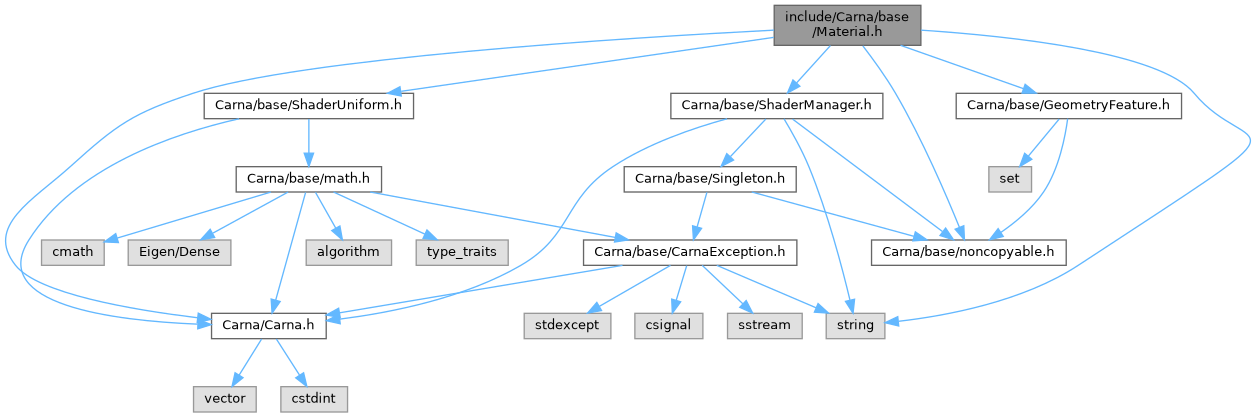 include/Carna/base
/Material.h
Carna/base/ShaderUniform.h
Carna/base/ShaderManager.h
Carna/base/GeometryFeature.h
Carna/base/math.h
Carna/base/Singleton.h
set
cmath
Eigen/Dense
algorithm
type_traits
Carna/base/CarnaException.h
Carna/base/noncopyable.h
Carna/Carna.h
stdexcept
csignal
sstream
string
vector
cstdint